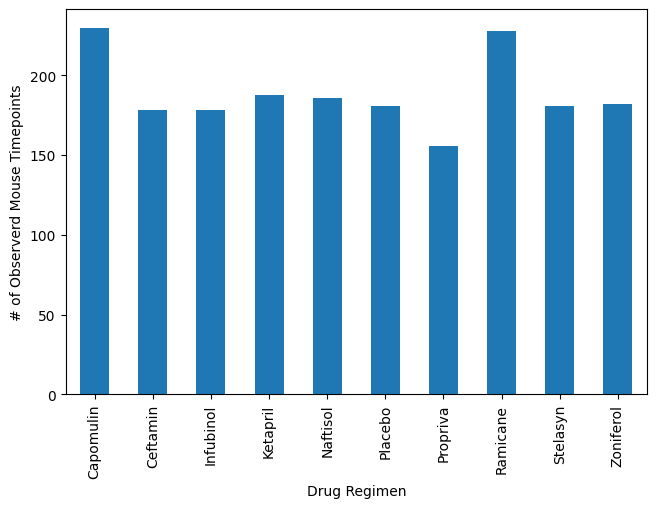 # of Observerd Mouse Timepoints
200
150
100
50
0
Capomulin
Ceftamin
Infubinol
Ketapril
Naftisol
Placebo
Propriva
Ramicane
Stelasyn
Zoniferol
Drug Regimen